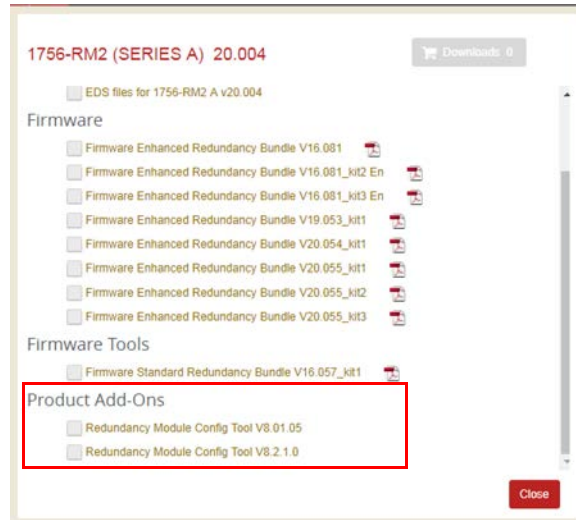 1756-RM2 (SERIES A) 20.004
Downloads 0
EDS files for 1756-RM2 A v20.004
Firmware
Firmware Enhanced Redundancy Bundle V16.081
Firmware Enhanced Redundancy Bundle V16.081_kit2 En
Firmware Enhanced Redundancy Bundle V16.081_kit3 En
Firmware Enhanced Redundancy Bundle V19.053_kit1
Firmware Enhanced Redundancy Bundle V20.054_kit1
Firmware Enhanced Redundancy Bundle V20.055_kit1
Firmware Enhanced Redundancy Bundle V20.055_kit2
Firmware Enhanced Redundancy Bundle V20.055_kit3
Firmware Tools
Firmware Standard Redundancy Bundle V16.057_kit1
Product Add-Ons
Redundancy Module Config Tool V8.01.05
Redundancy Module Config Tool V8.2.1.0
Close